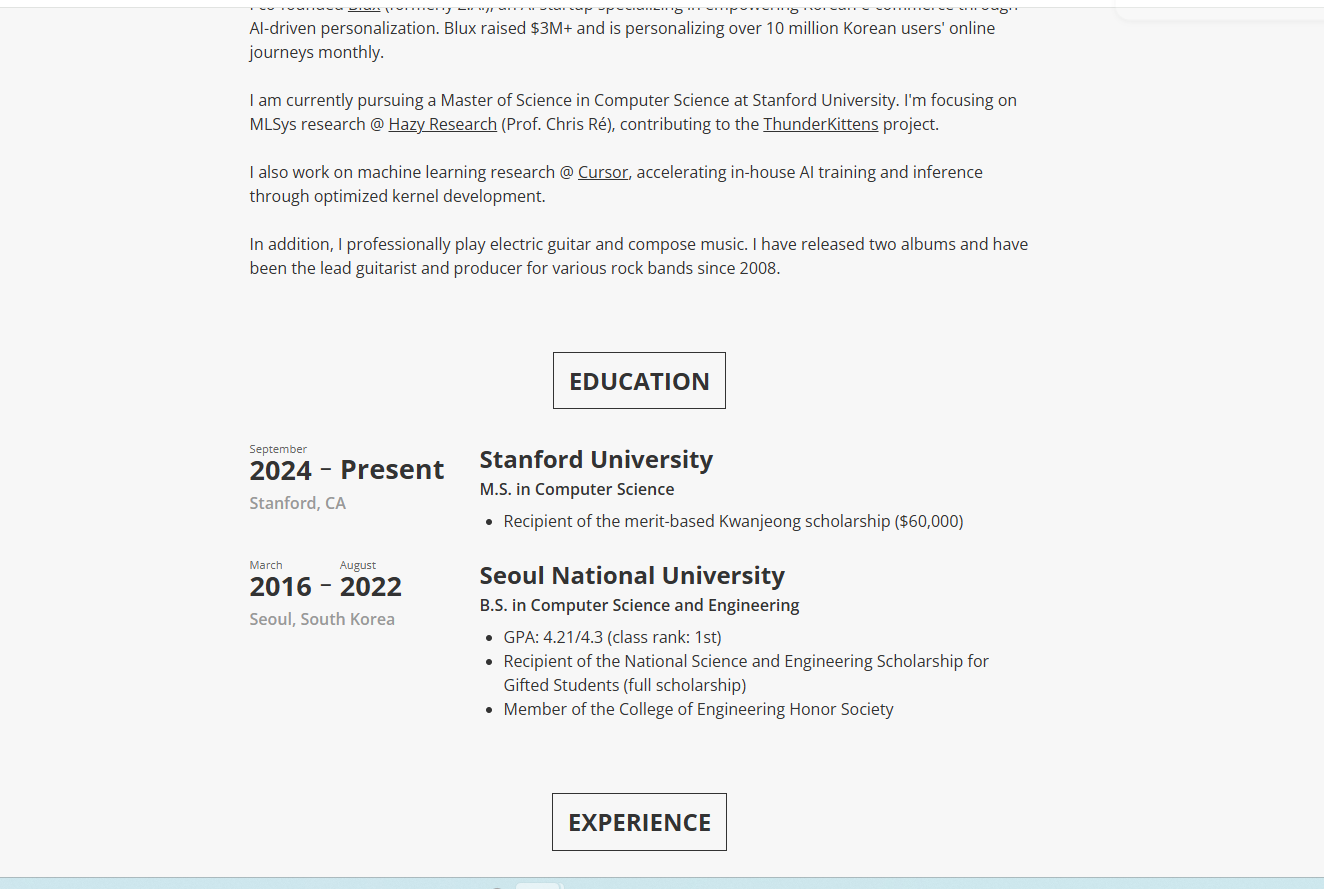 AI-driven personalization. Blux raised $3M+ and is personalizing over 10 million Korean users' online
journeys monthly.
I am currently pursuing a Master of Science in Computer Science at Stanford University. I'm focusing on
MLSys research @ Hazy Research (Prof. Chris Ré), contributing to the ThunderKittens project.
I also work on machine learning research @ Cursor, accelerating in-house AI training and inference
through optimized kernel development.
In addition, I professionally play electric guitar and compose music. I have released two albums and have
been the lead guitarist and producer for various rock bands since 2008.
EDUCATION
September
2024 – Present
Stanford, CA
Stanford University
M.S. in Computer Science
• Recipient of the merit-based Kwanjeong scholarship ($60,000)
March August
2016 – 2022
Seoul, South Korea
Seoul National University
B.S. in Computer Science and Engineering
• GPA: 4.21/4.3 (class rank: 1st)
• Recipient of the National Science and Engineering Scholarship for
Gifted Students (full scholarship)
• Member of the College of Engineering Honor Society
EXPERIENCE